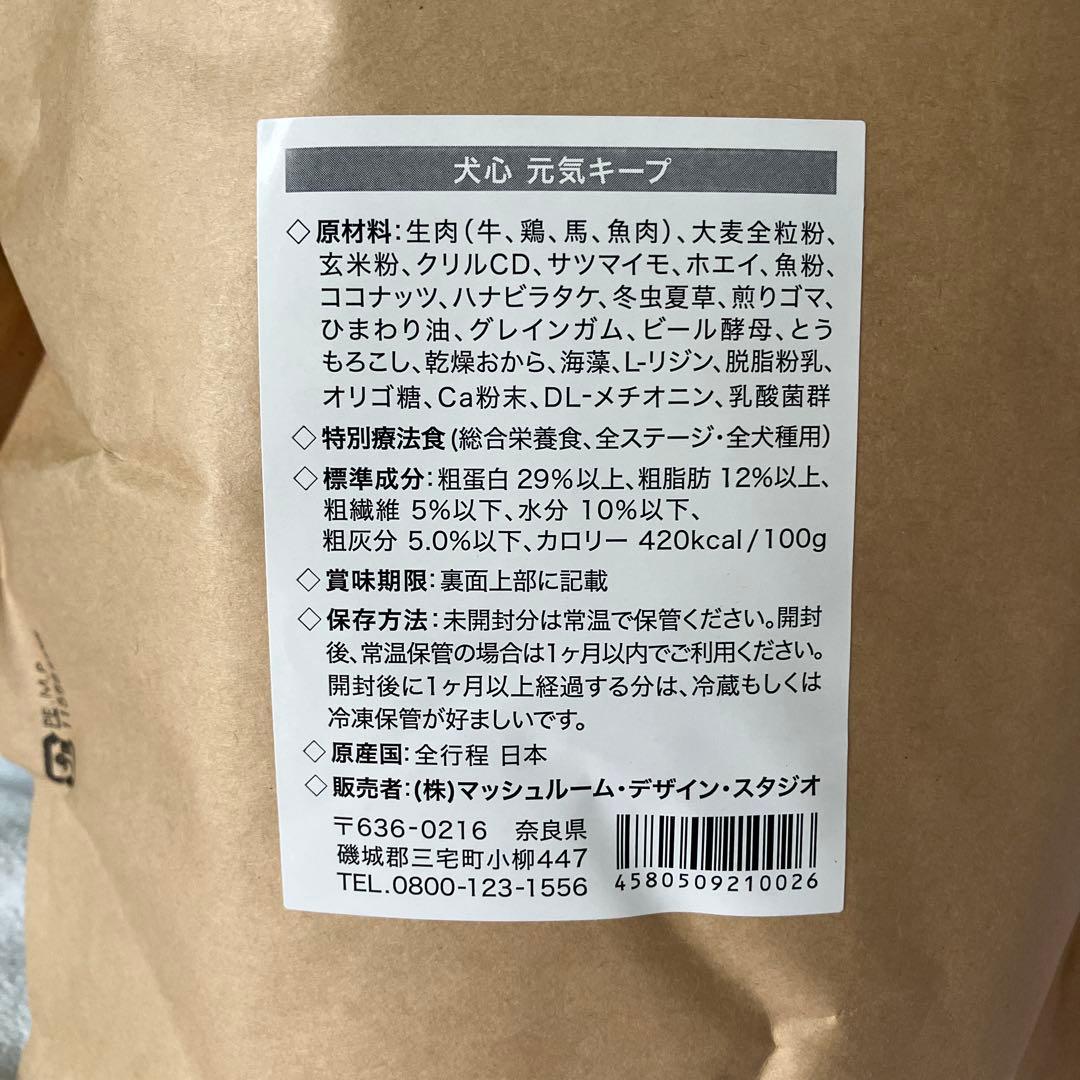 犬心 元気キープ
◇原材料:生肉(牛、鶏、馬、魚肉)、大麦全粒粉、
玄米粉、クリルCD、サツマイモ、ホエイ、魚粉、
ココナッツ、ハナビラタケ、冬虫夏草、煎りゴマ、
ひまわり油、グレインガム、ビール酵母、とう
もろこし、乾燥おから、海藻、L-リジン、脱脂粉乳、
オリゴ糖、Ca粉末、DL-メチオニン、乳酸菌群
◇特別療法食(総合栄養食、全ステージ・全犬種用)
◇標準成分:粗蛋白 29%以上、粗脂肪 12%以上、
粗繊維 5%以下、水分 10%以下、
粗灰分 5.0%以下、カロリー 420kcal/100g
◇賞味期限:裏面上部に記載
◇保存方法:未開封分は常温で保管ください。開封
後、常温保管の場合は1ヶ月以内でご利用ください。
開封後に1ヶ月以上経過する分は、冷蔵もしくは
冷凍保管が好ましいです。
◇原産国:全行程 日本
◇販売者:(株)マッシュルーム・デザイン・スタジオ
〒636-0216 奈良県
磯城郡三宅町小柳447
TEL.0800-123-1556
4580509210026
PE,M,P